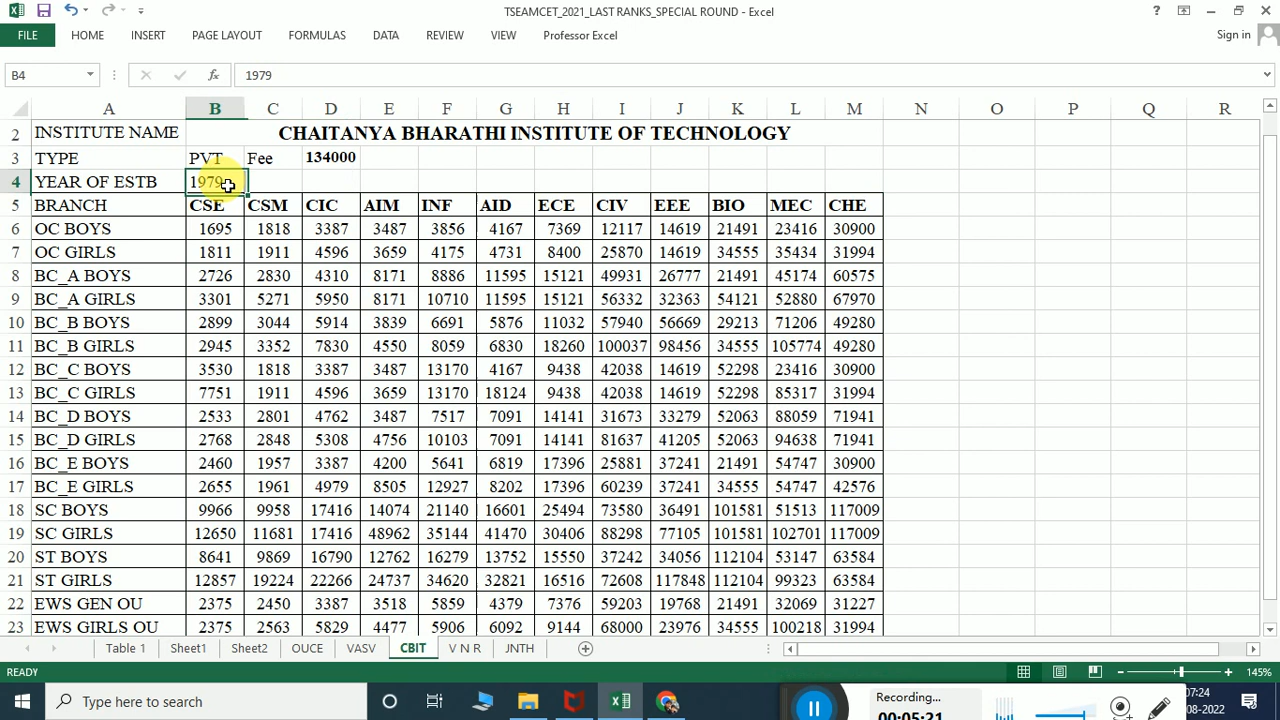 TSEAMCET_2021_LAST RANKS_SPECIAL ROUND - Excel
FILE HOME INSERT PAGE LAYOUT FOUMULAS DATA REVIEW VIEW Professor Excel Sign in
B4 fx 1979
A B C D E F G H I J K L M N O P Q R
2 INSTITUTE NAME CHAITANYA BHARATHI INSTITUTE OF TECHNOLOGY
3 TYPE PVT Fee 134000
4 YEAR OF ESTB 1979
5 BRANCH CSE CSM CIC AIM INF AID ECE CIV EEE BIO MEC CHE
6 OC BOYS 1695 1818 3387 3487 3856 4167 7369 12117 14619 21491 23416 30900
7 OC GIRLS 1811 1911 4596 3659 4175 4731 8400 25870 14619 34555 35434 31994
8 BC_A BOYS 2726 2830 4310 8171 8886 11595 15121 49931 26777 21491 45174 60575
9 BC_A GIRLS 3301 5271 5950 8171 10710 11595 15121 56332 32363 54121 52880 67970
10 BC_B BOYS 2899 3044 5914 3839 6691 5876 11032 57940 56669 29213 71206 49280
11 BC_B GIRLS 2945 3352 7830 4550 8059 6830 18260 100037 98456 34555 105774 49280
12 BC_C BOYS 3530 1818 3387 3487 13170 4167 9438 42038 14619 52298 23416 30900
13 BC_C GIRLS 7751 1911 4596 3659 13170 18124 9438 42038 14619 52298 85317 31994
14 BC_D BOYS 2533 2801 4762 3487 7517 7091 14141 31673 33279 52063 88059 71941
15 BC_D GIRLS 2768 2848 5308 4756 10103 7091 14141 81637 41205 52063 94638 71941
16 BC_E BOYS 2460 1957 3387 4200 5641 6819 17396 25881 37241 21491 54747 30900
17 BC_E GIRLS 2655 1961 4979 8505 12927 8202 17396 60239 37241 34555 54747 42576
18 SC BOYS 9966 9958 17416 14074 21140 16601 25494 73580 36491 101581 51513 117009
19 SC GIRLS 12650 11681 17416 48962 35144 41470 30406 88298 77105 101581 102701 117009
20 ST BOYS 8641 9869 16790 12762 16279 13752 15550 37242 34056 112104 53147 63584
21 ST GIRLS 12857 19224 22266 24737 34620 32821 16516 72608 117848 112104 99323 63584
22 EWS GEN OU 2375 2450 3387 3518 5859 4379 7376 59203 19768 21491 32069 31227
23 EWS GIRLS OU 2375 2563 5829 4477 5906 6092 9144 68000 23976 34555 100218 31994
Table 1 Sheet1 Sheet2 OUCE VASV CBIT V N R JNTH
READY 145%
Type here to search
Recording...
00:05:21
07:24
08-2022